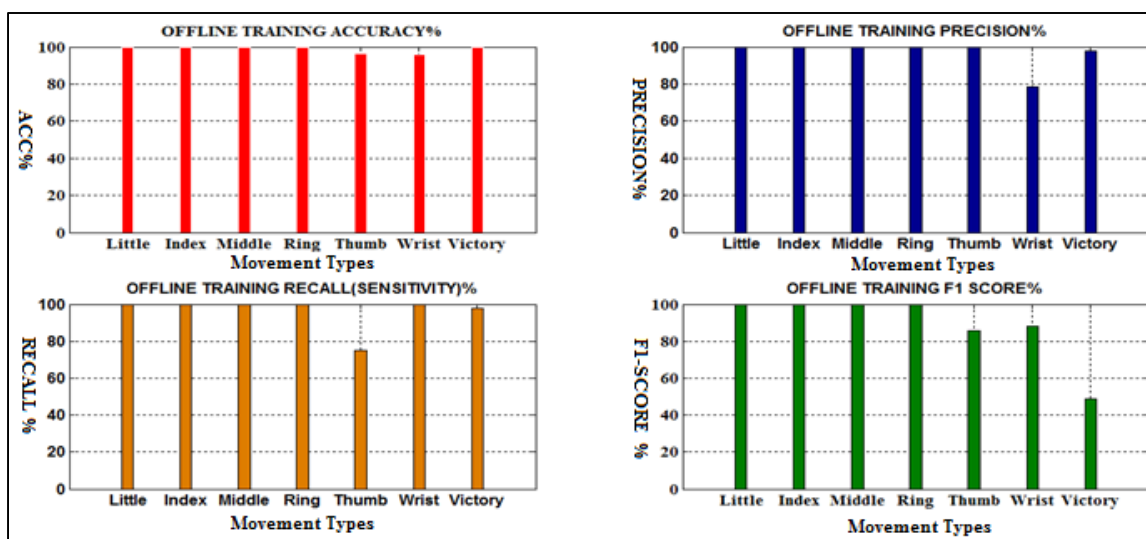 OFFLINE TRAINING ACCURACY%
ACC%
100
80
60
40
20
0
Little Index Middle Ring Thumb Wrist Victory
Movement Types
OFFLINE TRAINING PRECISION%
PRECISION%
100
80
60
40
20
0
Little Index Middle Ring Thumb Wrist Victory
Movement Types
OFFLINE TRAINING RECALL(SENSITIVITY)%
RECALL %
100
80
60
40
20
0
Little Index Middle Ring Thumb Wrist Victory
Movement Types
OFFLINE TRAINING F1 SCORE%
F1-SCORE %
100
80
60
40
20
0
Little Index Middle Ring Thumb Wrist Victory
Movement Types